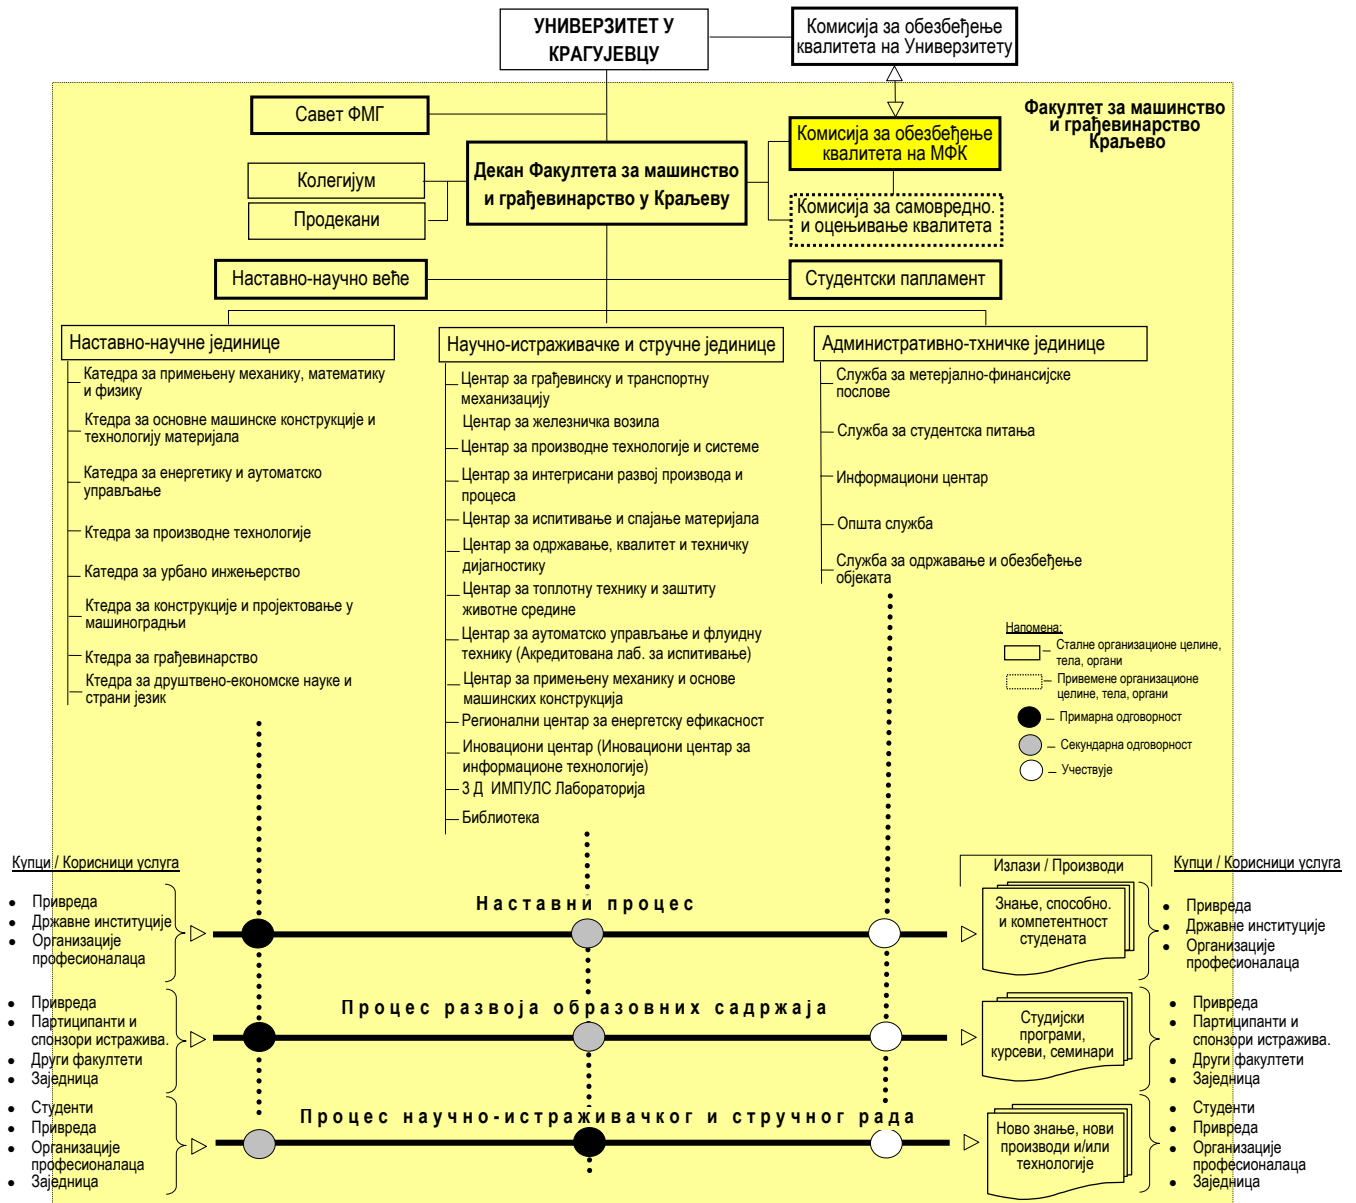 УНИВЕРЗИТЕТ У
КРАГУЈЕВЦУ
Комисија за обезбеђење
квалитета на Универзитету
Савет ФМГ
Факултет за машинство
и грађевинарство
Краљево
Комисија за обезбеђење
квалитета на МФК
Декан Факултета за машинство
и грађевинарство у Краљеву
Колегијум
Продекани
Комисија за самовредно.
и оцењивање квалитета
Наставно-научно веће
Студентски папламент
Наставно-научне јединице
Катедра за примењену механику, математику
и физику
Ктедра за основне машинске конструкције и
технологију материјала
Катедра за енергетику и аутоматско
управљање
Ктедра за производне технологије
Катедра за урбано инжењерство
Ктедра за конструкције и пројектовање у
машиноградњи
Ктедра за грађевинарство
Ктедра за друштвено-економске науке и
страни језик
Научно-истраживачке и стручне јединице
Центар за грађевинску и транспортну
механизацију
Центар за железничка возила
Центар за производне технологије и системе
Центар за интегрисани развој производа и
процеса
Центар за испитивање и спајање материјала
Центар за одржавање, квалитет и техничку
дијагностику
Центар за топлотну технику и заштиту
животне средине
Центар за аутоматско управљање и флуидну
технику (Акредитована лаб. за испитивање)
Центар за примењену механику и основе
машинских конструкција
Регионални центар за енергетску ефикасност
Иновациони центар (Иновациони центар за
информационе технологије)
3 Д ИМПУЛС Лабораторија
Библиотека
Административно-тхничке јединице
Служба за метерјално-финансијске
послове
Служба за студентска питања
Информациони центар
Општа служба
Служба за одржавање и обезбеђење
објеката
Напомена:
– Сталне организационе целине,
тела, органи
– Привемене организационе
целине, тела, органи
– Примарна одговорност
– Секундарна одговорност
– Учествује
Купци / Корисници услуга
• Привреда
• Државне институције
• Организације
професионалаца
• Привреда
• Партиципанти и
спонзори истражива.
• Други факултети
• Заједница
• Студенти
• Привреда
• Организације
професионалаца
• Заједница
Наставни процес
Процес развоја образовних садржаја
Процес научно-истраживачког и стручног рада
Излази / Производи
Знање, способно.
и компетентност
студената
Студијски
програми,
курсеви, семинари
Ново знање, нови
производи и/или
технологије
Купци / Корисници услуга
• Привреда
• Државне институције
• Организације
професионалаца
• Привреда
• Партиципанти и
спонзори истражива.
• Други факултети
• Заједница
• Студенти
• Привреда
• Организације
професионалаца
• Заједница